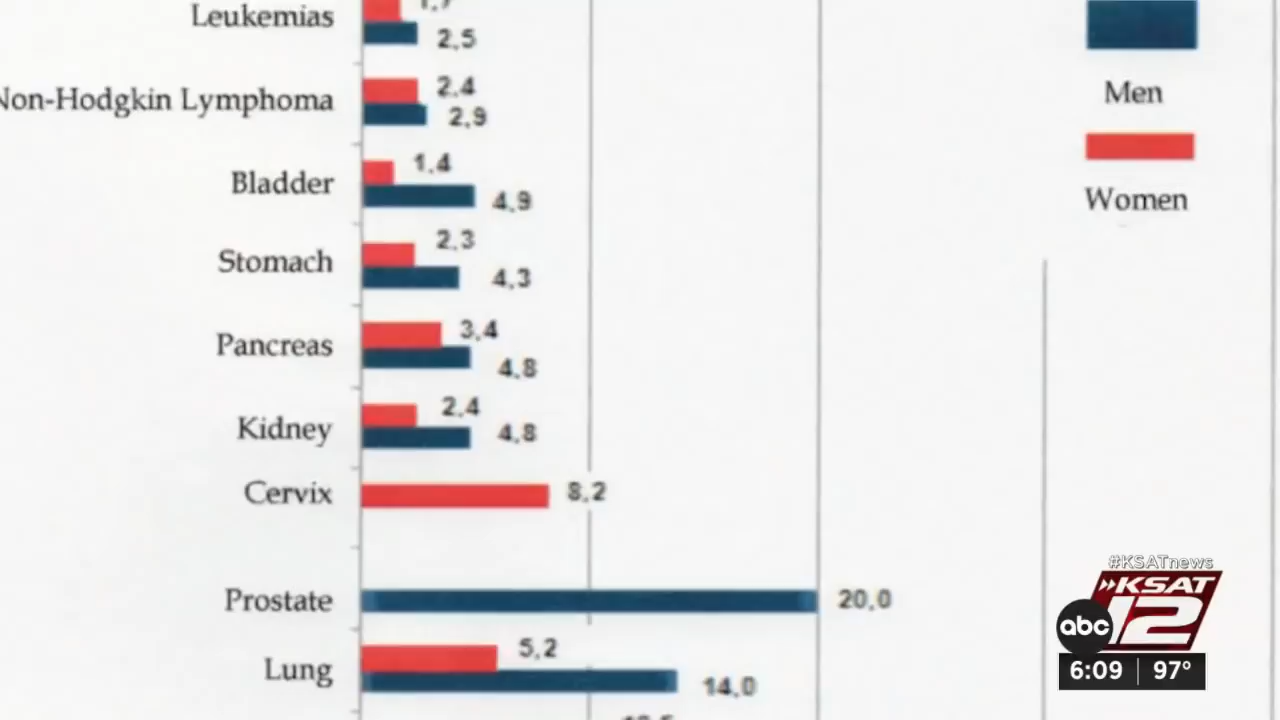 Leukemias
1,7
2,5
Men
Non-Hodgkin Lymphoma
2,4
2,9
Women
Bladder
1,4
4,9
Stomach
2,3
4,3
Pancreas
3,4
4,8
Kidney
2,4
4,8
Cervix
8,2
Prostate
20,0
Lung
5,2
14,0
#KSATnews
KSAT
abc 12
6:09 97°